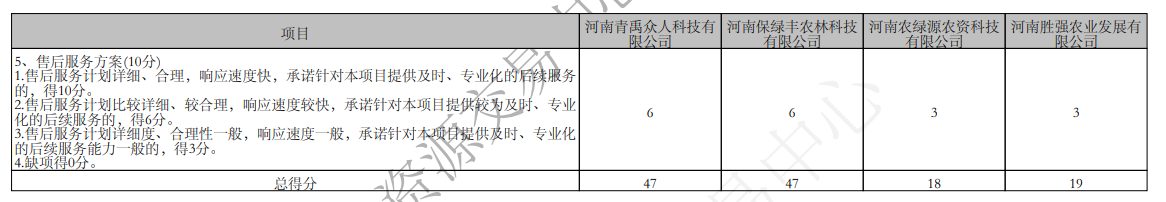 项目
河南青禹众人科技有
限公司
河南保绿丰农林科技
有限公司
河南农绿源农资科技
有限公司
河南胜强农业发展有
限公司
5、售后服务方案(10分)
1.售后服务计划详细、合理，响应速度快，承诺针对本项目提供及时、专业化的后续服务
的，得10分。
2.售后服务计划比较详细、较合理，响应速度较快，承诺针对本项目提供较为及时、专业
化的后续服务的，得6分。
3.售后服务计划详细度、合理性一般，响应速度一般，承诺针对本项目提供及时、专业化
的后续服务能力一般的，得3分。
4.缺项得0分。
6
6
3
3
总得分
47
47
18
19
资源交易
易中心